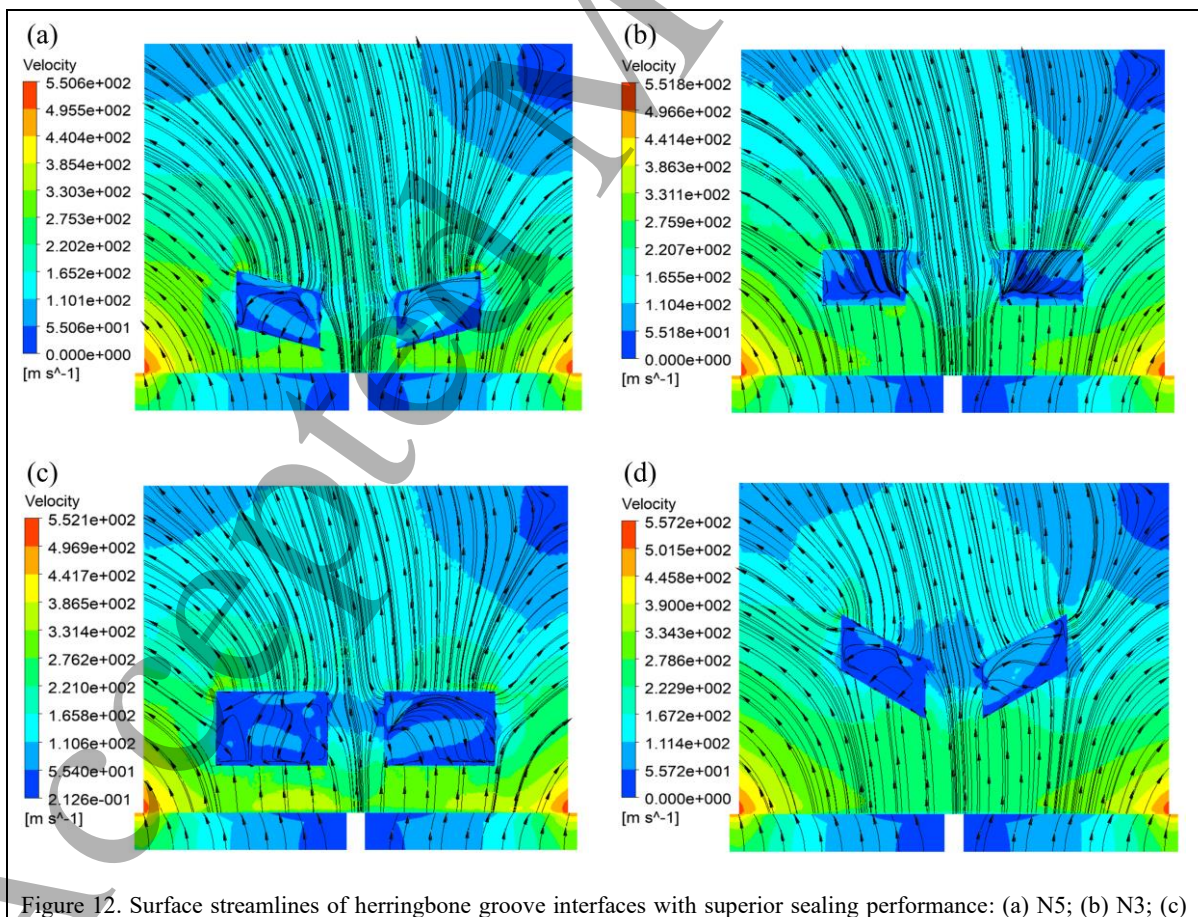 (a)
Velocity
5.506e+002
4.955e+002
4.404e+002
3.854e+002
3.303e+002
2.753e+002
2.202e+002
1.652e+002
1.101e+002
5.506e+001
0.000e+000
[m s^-1]
(b)
Velocity
5.518e+002
4.966e+002
4.414e+002
3.863e+002
3.311e+002
2.759e+002
2.207e+002
1.655e+002
1.104e+002
5.518e+001
0.000e+000
[m s^-1]
(c)
Velocity
5.521e+002
4.969e+002
4.417e+002
3.865e+002
3.314e+002
2.762e+002
2.210e+002
1.658e+002
1.106e+002
5.540e+001
2.126e-001
[m s^-1]
(d)
Velocity
5.572e+002
5.015e+002
4.458e+002
3.900e+002
3.343e+002
2.786e+002
2.229e+002
1.672e+002
1.114e+002
5.572e+001
0.000e+000
[m s^-1]
Accepted M
Figure 12. Surface streamlines of herringbone groove interfaces with superior sealing performance: (a) N5; (b) N3; (c)